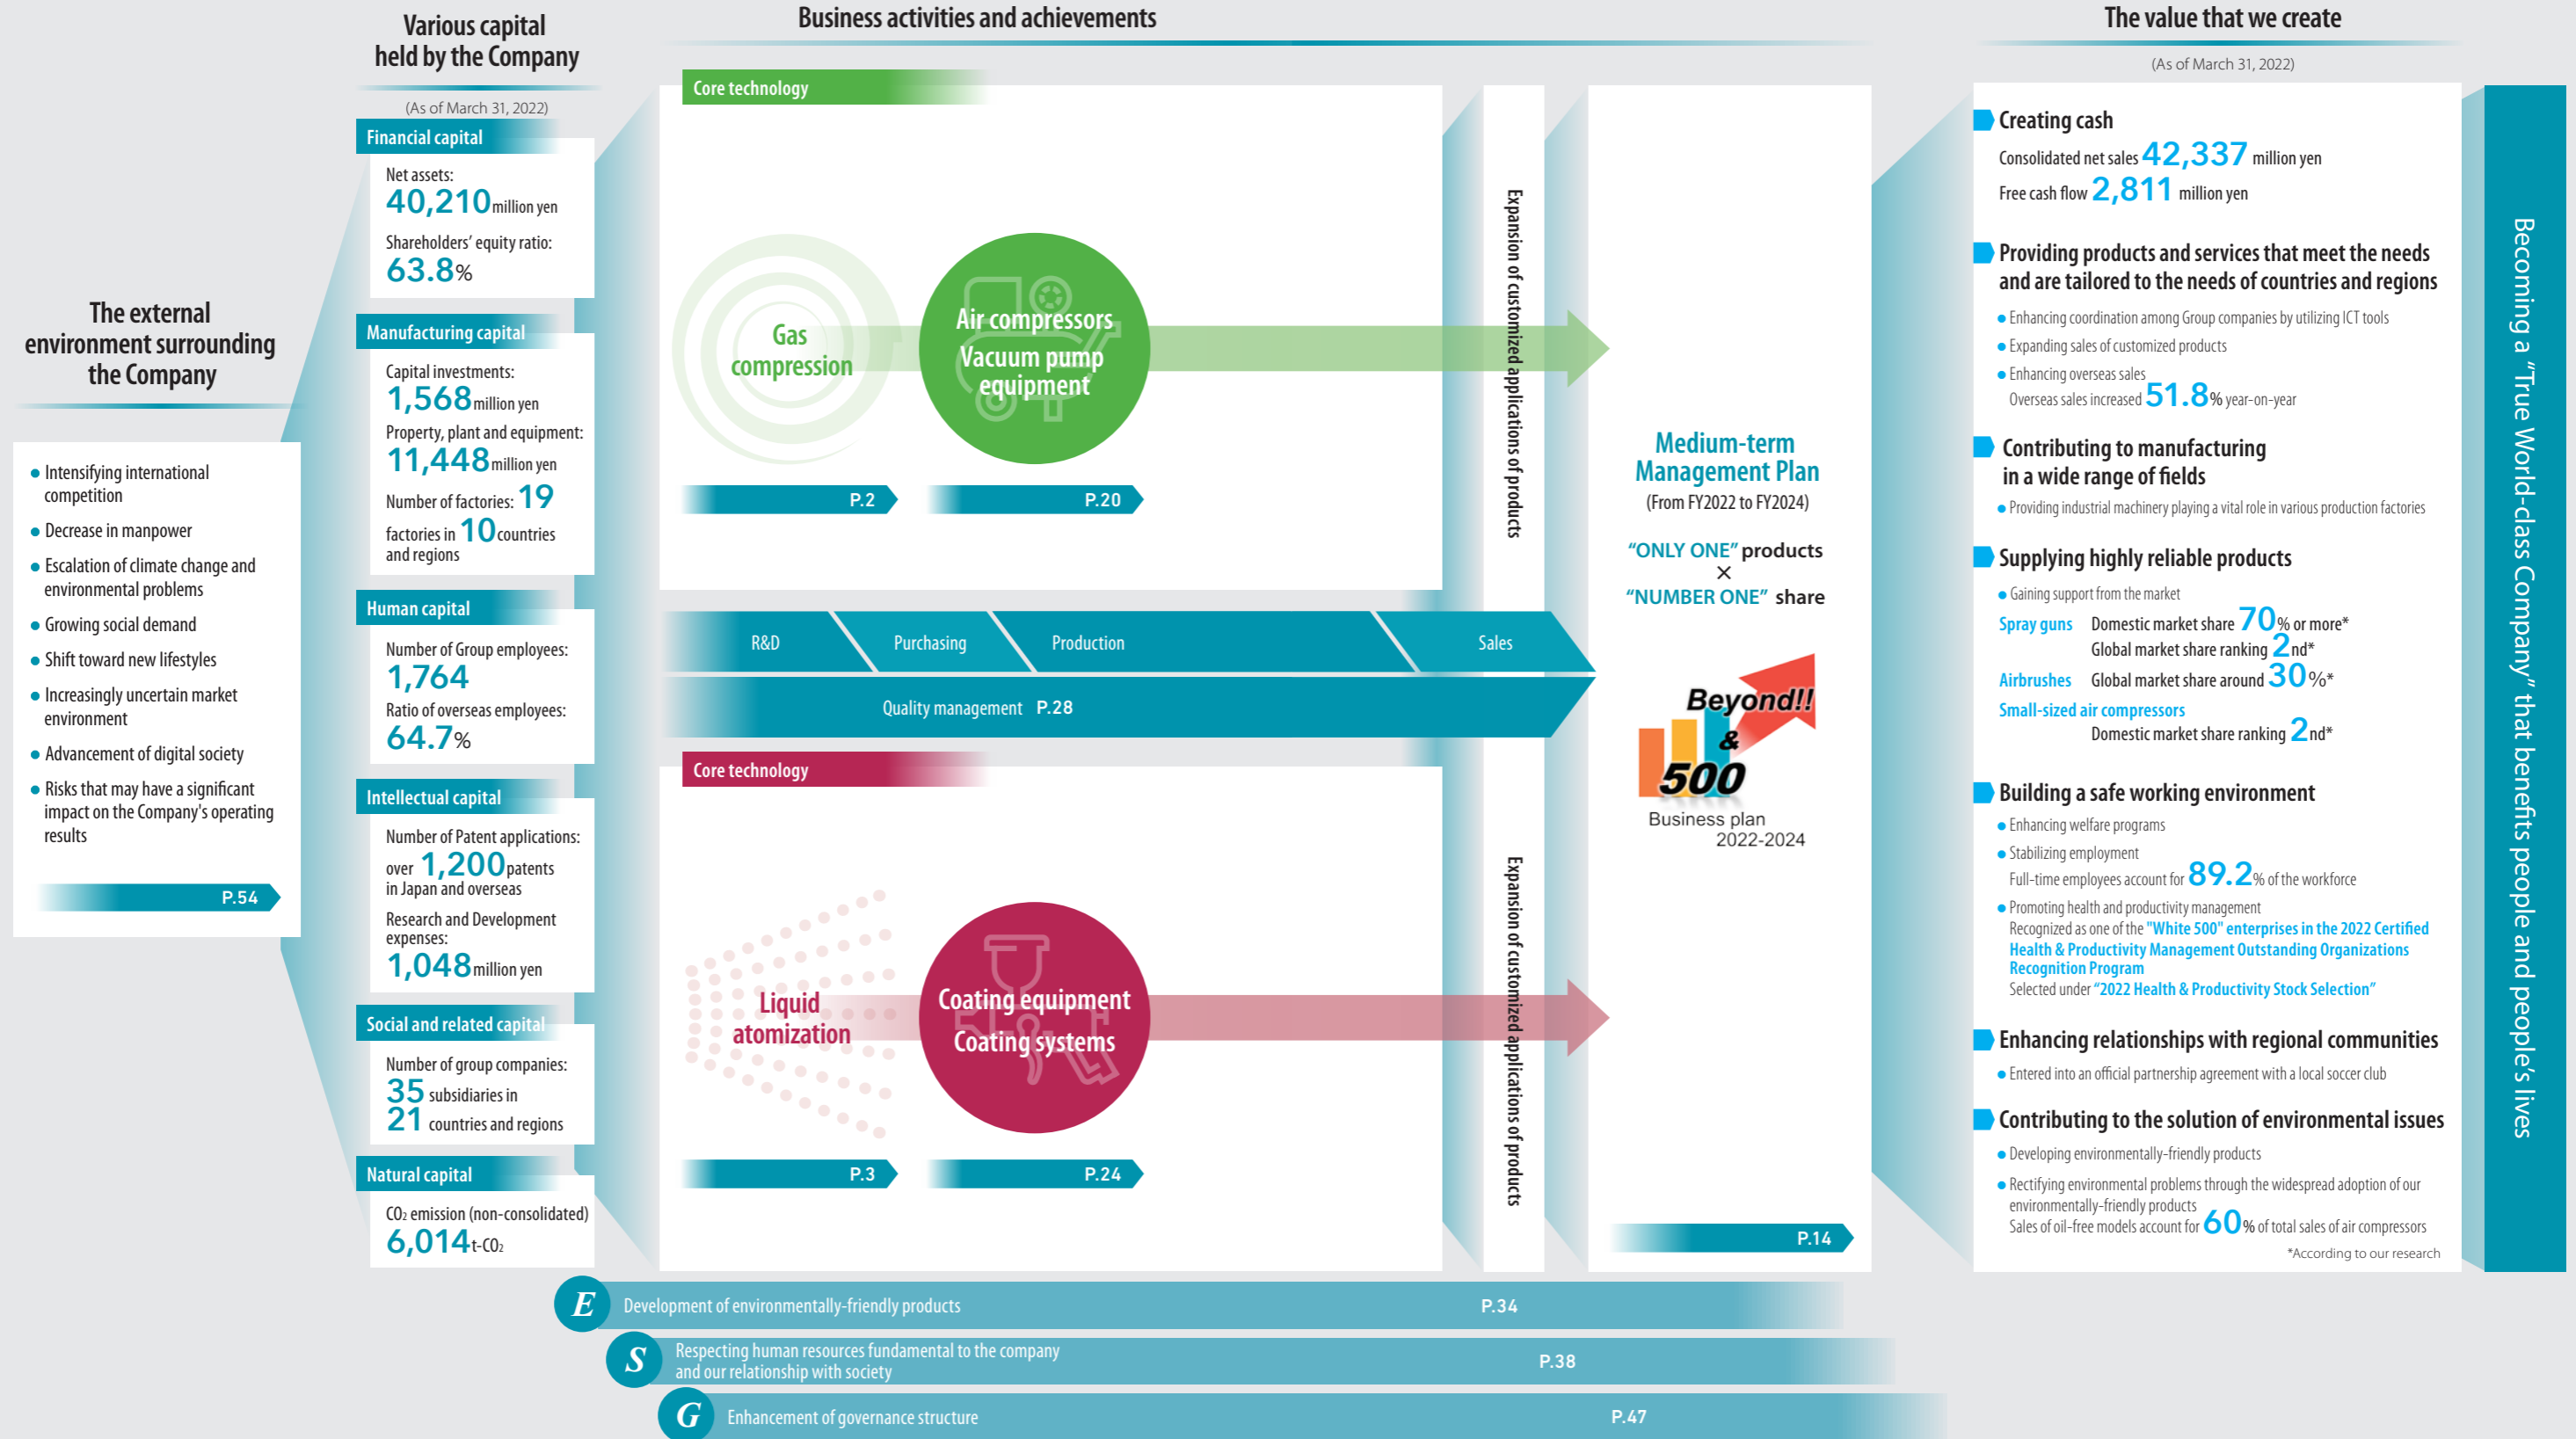 The external
environment surrounding
the Company
● Intensifying international
competition
● Decrease in manpower
● Escalation of climate change and
environmental problems
● Growing social demand
● Shift toward new lifestyles
● Increasingly uncertain market
environment
● Advancement of digital society
● Risks that may have a significant
impact on the Company's operating
results
P.54
Various capital
held by the Company
(As of March 31, 2022)
Financial capital
Net assets:
40,210 million yen
Shareholders' equity ratio:
63.8%
Manufacturing capital
Capital investments:
1,568 million yen
Property, plant and equipment:
11,448 million yen
Number of factories: 19
factories in 10 countries
and regions
Human capital
Number of Group employees:
1,764
Ratio of overseas employees:
64.7%
Intellectual capital
Number of Patent applications:
over 1,200 patents
in Japan and overseas
Research and Development
expenses:
1,048 million yen
Social and related capital
Number of group companies:
35 subsidiaries in
21 countries and regions
Natural capital
CO2 emission (non-consolidated)
6,014 t-CO2
Business activities and achievements
Core technology
Gas
compression
Air compressors
Vacuum pump
equipment
P.2
P.20
Expansion of customized applications of products
R&D
Purchasing
Production
Sales
Quality management P.28
Core technology
Liquid
atomization
Coating equipment
Coating systems
P.3
P.24
Expansion of customized applications of products
Medium-term
Management Plan
(From FY2022 to FY2024)
“ONLY ONE” products
×
“NUMBER ONE” share
Beyond!!
&
500
Business plan
2022-2024
P.14
E
Development of environmentally-friendly products
P.34
S
Respecting human resources fundamental to the company
and our relationship with society
P.38
G
Enhancement of governance structure
P.47
The value that we create
(As of March 31, 2022)
Creating cash
Consolidated net sales 42,337 million yen
Free cash flow 2,811 million yen
Providing products and services that meet the needs
and are tailored to the needs of countries and regions
● Enhancing coordination among Group companies by utilizing ICT tools
● Expanding sales of customized products
● Enhancing overseas sales
Overseas sales increased 51.8% year-on-year
Contributing to manufacturing
in a wide range of fields
● Providing industrial machinery playing a vital role in various production factories
Supplying highly reliable products
● Gaining support from the market
Spray guns Domestic market share 70% or more*
Global market share ranking 2nd*
Airbrushes Global market share around 30%*
Small-sized air compressors
Domestic market share ranking 2nd*
Building a safe working environment
● Enhancing welfare programs
● Stabilizing employment
Full-time employees account for 89.2% of the workforce
● Promoting health and productivity management
Recognized as one of the "White 500" enterprises in the 2022 Certified
Health & Productivity Management Outstanding Organizations
Recognition Program
Selected under “2022 Health & Productivity Stock Selection”
Enhancing relationships with regional communities
● Entered into an official partnership agreement with a local soccer club
Contributing to the solution of environmental issues
● Developing environmentally-friendly products
● Rectifying environmental problems through the widespread adoption of our
environmentally-friendly products
Sales of oil-free models account for 60% of total sales of air compressors
*According to our research
Becoming a “True World-class Company” that benefits people and people's lives